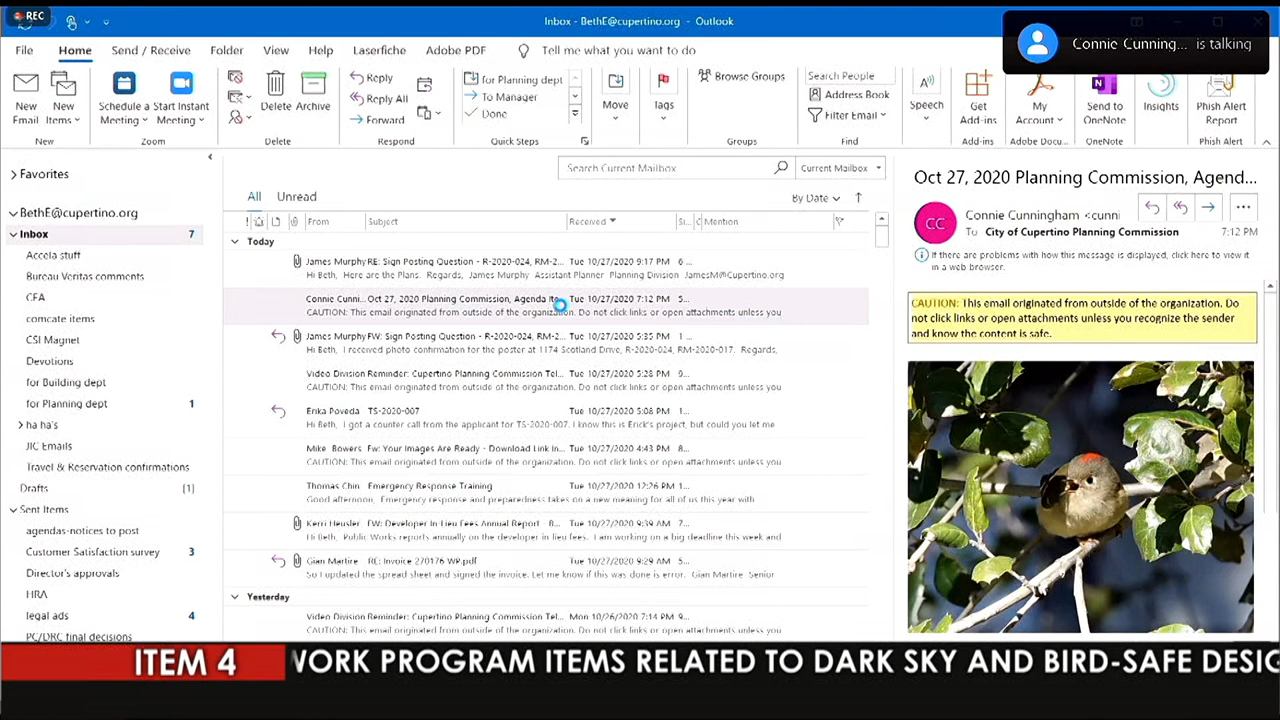 REC
Inbox - BethE@cupertino.org - Outlook
Connie Cunning... is talking
File Home Send / Receive Folder View Help Laserfiche Adobe PDF Tell me what you want to do
New Email
New Items
Schedule a Meeting
Start Instant Meeting
Delete
Archive
Reply
Reply All
Forward
for Planning dept
To Manager
Done
Move
Tags
Browse Groups
Search People
Address Book
Filter Email
Speech
Get Add-ins
My Account
Send to OneNote
Insights
Phish Alert Report
New Zoom Delete Respond Quick Steps Groups Find Add-ins Adobe Docu... OneNote Phish Alert
Favorites
BethE@cupertino.org
Inbox 7
Accela stuff
Bureau Veritas comments
CEA
comcate items
CSI Magnet
Devotions
for Building dept
for Planning dept 1
ha ha's
JIC Emails
Travel & Reservation confirmations
Drafts [1]
Sent Items
agendas-notices to post
Customer Satisfaction survey 3
Director's approvals
HRA
legal ads 4
PC/DRC final decisions
Search Current Mailbox Current Mailbox
All Unread By Date
From Subject Received Si... C Mention
Today
James Murphy RE: Sign Posting Question - R-2020-024, RM-2... Tue 10/27/2020 9:17 PM 6...
Hi Beth, Here are the Plans. Regards, James Murphy Assistant Planner Planning Division JamesM@Cupertino.org
Connie Cunni... Oct 27, 2020 Planning Commission, Agenda Ite... Tue 10/27/2020 7:12 PM 5...
CAUTION: This email originated from outside of the organization. Do not click links or open attachments unless you
James Murphy FW: Sign Posting Question - R-2020-024, RM-2... Tue 10/27/2020 5:35 PM 1...
Hi Beth, I received photo confirmation for the poster at 1174 Scotland Drive, R-2020-024, RM-2020-017. Regards,
Video Division Reminder: Cupertino Planning Commission Tel... Tue 10/27/2020 5:28 PM 9...
CAUTION: This email originated from outside of the organization. Do not click links or open attachments unless you
Erika Poveda TS-2020-007 Tue 10/27/2020 5:08 PM 1...
Hi Beth, I got a counter call from the applicant for TS-2020-007. I know this is Erick's project, but could you let me
Mike Bowers Fw: Your Images Are Ready - Download Link In... Tue 10/27/2020 4:43 PM 8...
CAUTION: This email originated from outside of the organization. Do not click links or open attachments unless you
Thomas Chin Emergency Response Training Tue 10/27/2020 12:26 PM 1...
Good afternoon, Emergency response and preparedness takes on a new meaning for all of us this year with
Kerri Heusler FW: Developer In-Lieu Fees Annual Report - 8... Tue 10/27/2020 9:39 AM 7...
Hi Beth, Public Works reports annually on the developer in lieu fees. I am working on a big deadline this week and
Gian Martire RE: Invoice 270176 WP.pdf Tue 10/27/2020 9:29 AM 5...
So I updated the spread sheet and signed the invoice. Let me know if this was done is error. Gian Martire Senior
Yesterday
Video Division Reminder: Cupertino Planning Commission Tel... Mon 10/26/2020 7:14 PM 9...
CAUTION: This email originated from outside of the organization. Do not click links or open attachments unless you
Oct 27, 2020 Planning Commission, Agend...
CC
Connie Cunningham <cunni
To City of Cupertino Planning Commission 7:12 PM
If there are problems with how this message is displayed, click here to view it
in a web browser.
CAUTION: This email originated from outside of the organization. Do
not click links or open attachments unless you recognize the sender
and know the content is safe.
ITEM 4 WORK PROGRAM ITEMS RELATED TO DARK SKY AND BIRD-SAFE DESIG